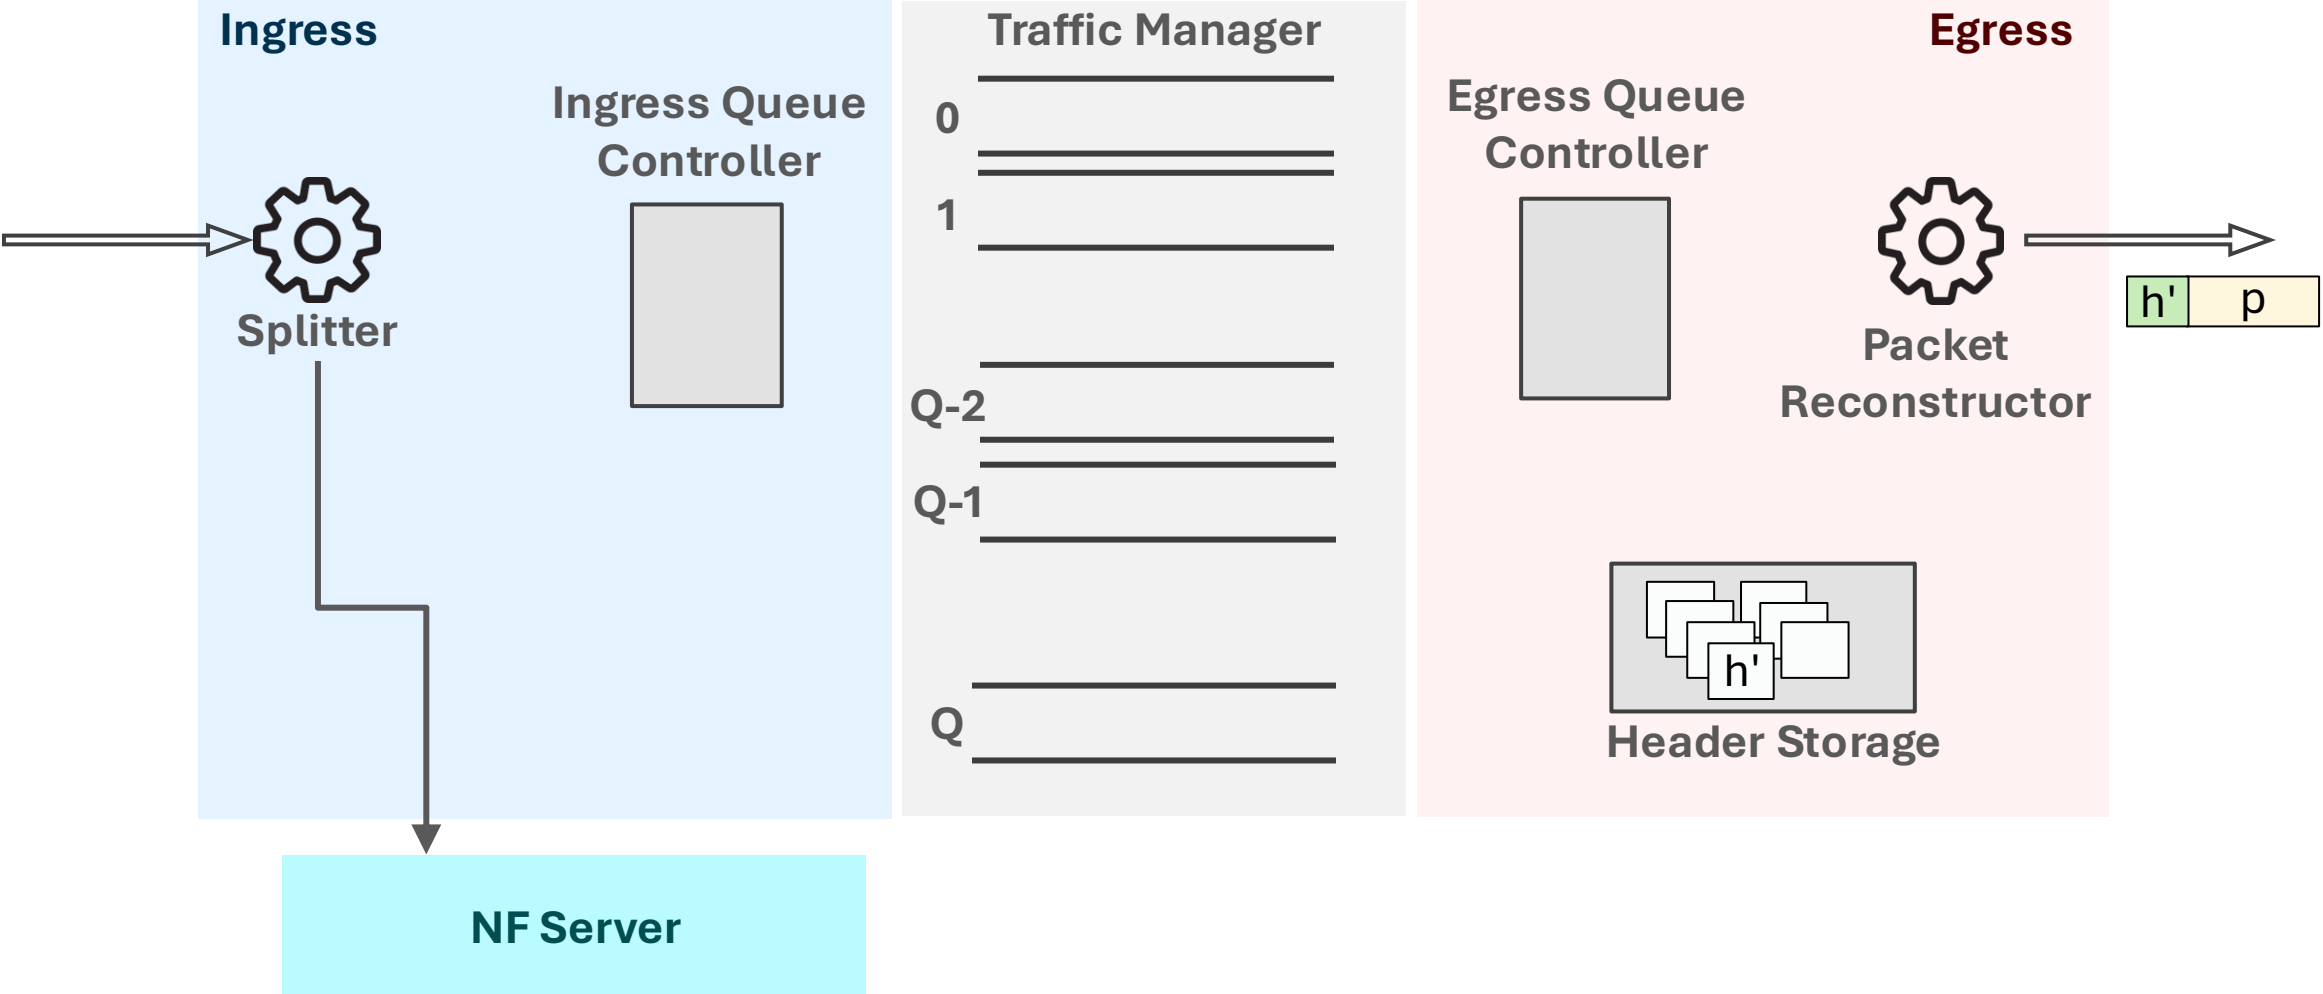 Ingress
Ingress Queue
Controller
Splitter
Traffic Manager
0
1
Q-2
Q-1
Q
Egress
Egress Queue
Controller
Packet
Reconstructor
h' p
h'
Header Storage
NF Server